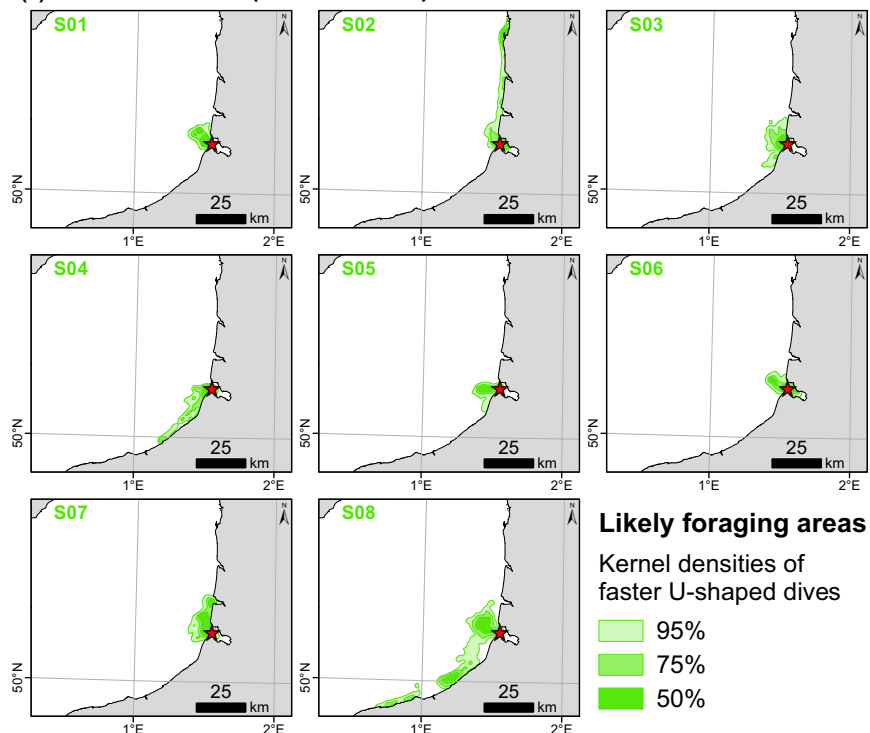 S01
N
50°N
25
km
1°E
2°E
S02
N
50°N
25
km
1°E
2°E
S03
N
50°N
25
km
1°E
2°E
S04
N
50°N
25
km
1°E
2°E
S05
N
50°N
25
km
1°E
2°E
S06
N
50°N
25
km
1°E
2°E
S07
N
50°N
25
km
1°E
2°E
S08
N
50°N
25
km
1°E
2°E
Likely foraging areas
Kernel densities of
faster U-shaped dives
95%
75%
50%